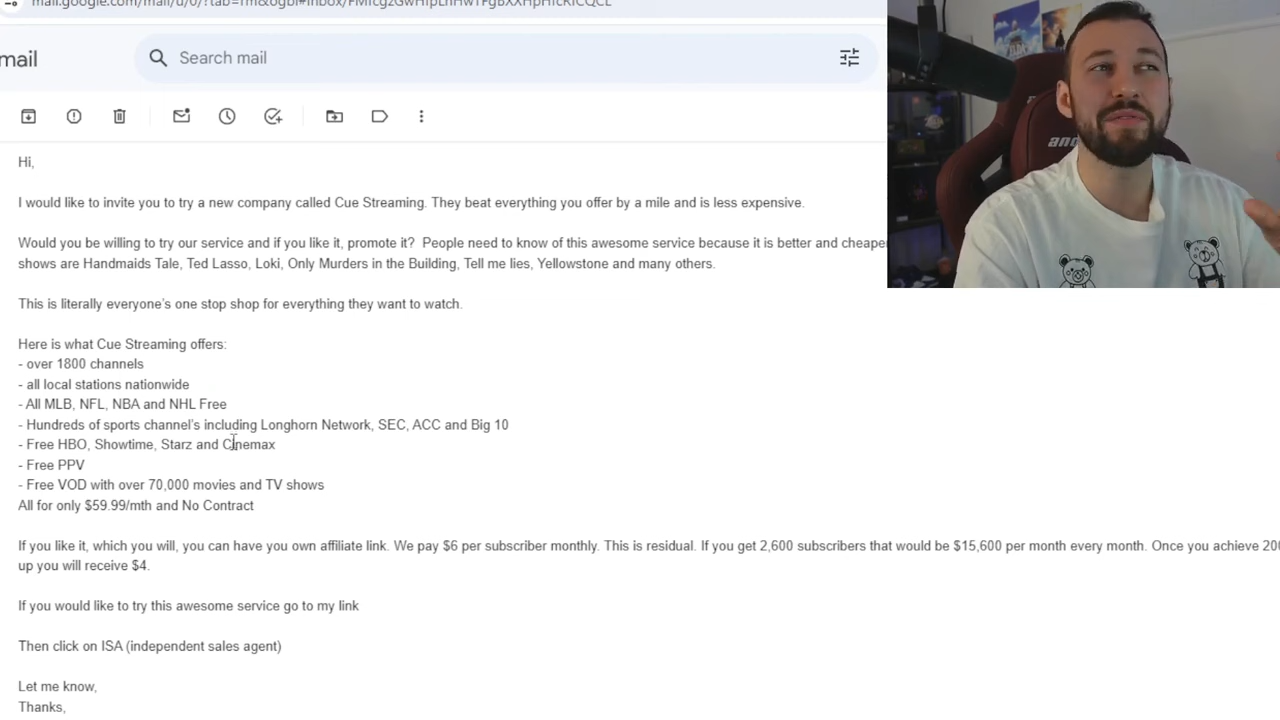 mail
Search mail
Hi,
I would like to invite you to try a new company called Cue Streaming. They beat everything you offer by a mile and is less expensive.
Would you be willing to try our service and if you like it, promote it?  People need to know of this awesome service because it is better and cheaper
shows are Handmaids Tale, Ted Lasso, Loki, Only Murders in the Building, Tell me lies, Yellowstone and many others.
This is literally everyone's one stop shop for everything they want to watch.
Here is what Cue Streaming offers:
- over 1800 channels
- all local stations nationwide
- All MLB, NFL, NBA and NHL Free
- Hundreds of sports channel's including Longhorn Network, SEC, ACC and Big 10
- Free HBO, Showtime, Starz and Cinemax
- Free PPV
- Free VOD with over 70,000 movies and TV shows
All for only $59.99/mth and No Contract
If you like it, which you will, you can have you own affiliate link. We pay $6 per subscriber monthly. This is residual. If you get 2,600 subscribers that would be $15,600 per month every month. Once you achieve 200
up you will receive $4.
If you would like to try this awesome service go to my link
Then click on ISA (independent sales agent)
Let me know,
Thanks,